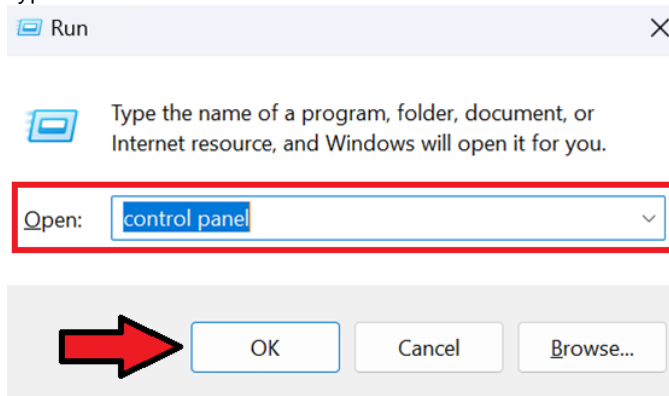 Run
Type the name of a program, folder, document, or
Internet resource, and Windows will open it for you.
Open: control panel
OK Cancel Browse...